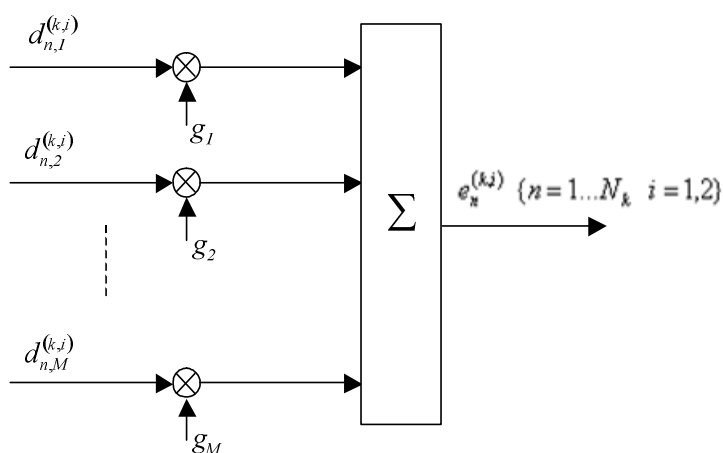 d_{n,1}^{(k,i)}
g_1
d_{n,2}^{(k,i)}
g_2
∑
e_n^{(k,i)} {n = 1...N_k i = 1,2}
d_{n,M}^{(k,i)}
g_M